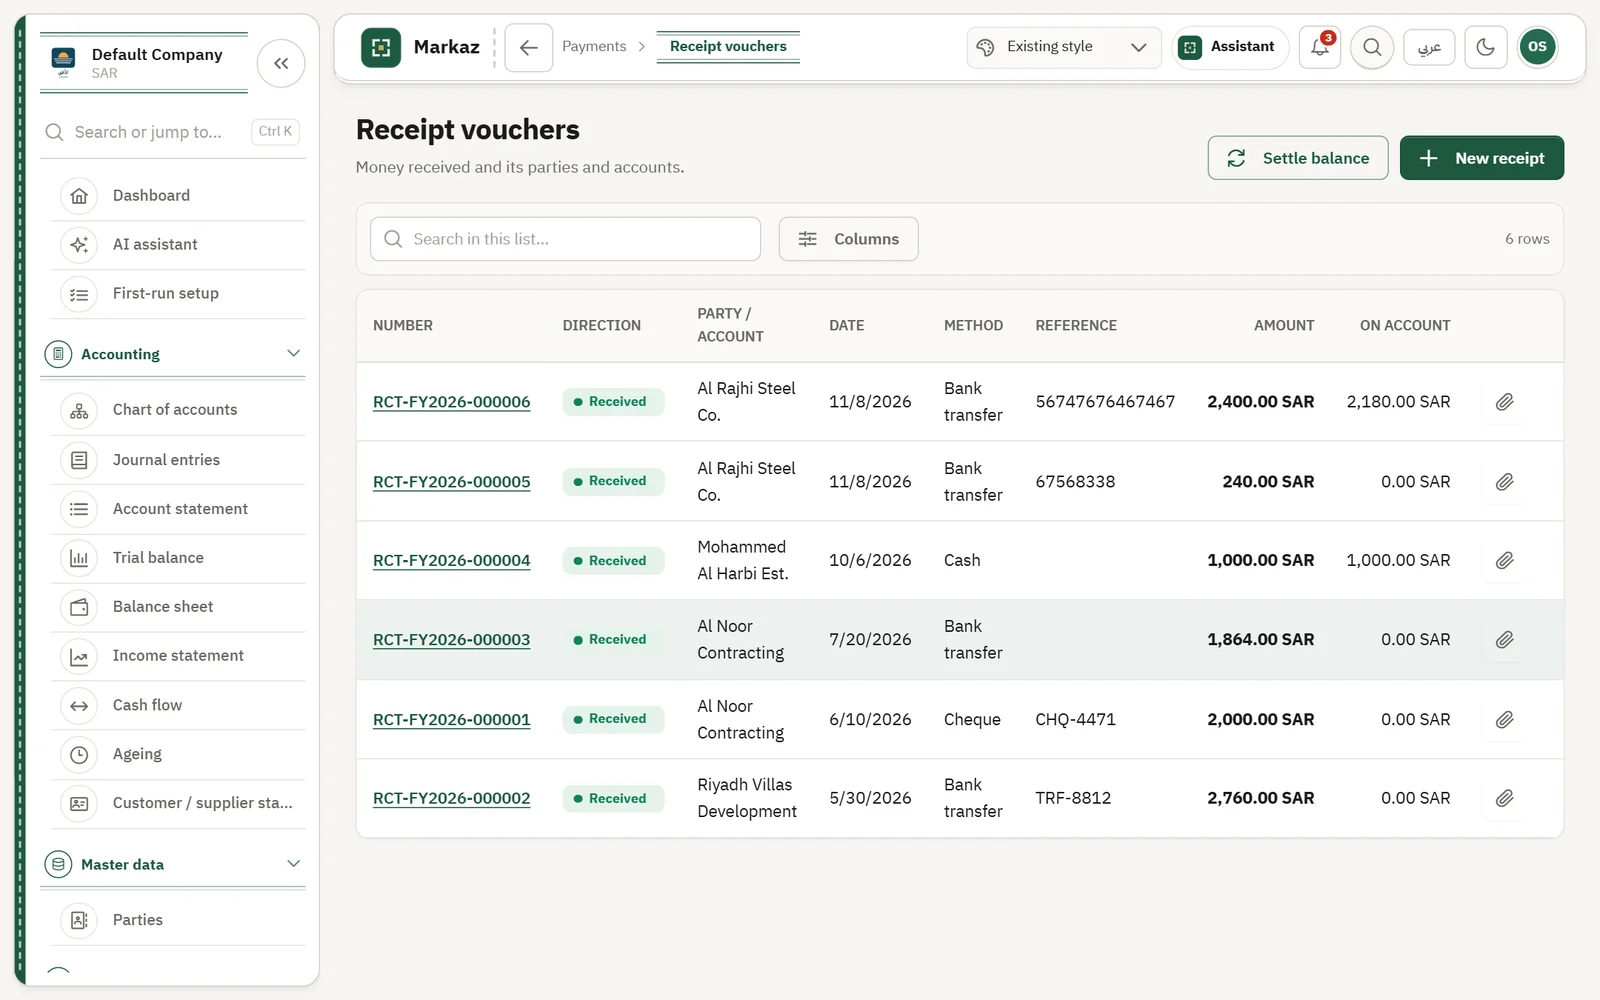 Default Company
SAR
Search or jump to...
Ctrl K
Dashboard
AI assistant
First-run setup
Accounting
Chart of accounts
Journal entries
Account statement
Trial balance
Balance sheet
Income statement
Cash flow
Ageing
Customer / supplier sta...
Master data
Parties
Markaz
Payments
Receipt vouchers
Existing style
Assistant
3
عربي
OS
Receipt vouchers
Money received and its parties and accounts.
Settle balance
New receipt
Search in this list...
Columns
6 rows
NUMBER DIRECTION PARTY / ACCOUNT DATE METHOD REFERENCE AMOUNT ON ACCOUNT
RCT-FY2026-000006 Received Al Rajhi Steel Co. 11/8/2026 Bank transfer 56747676467467 2,400.00 SAR 2,180.00 SAR
RCT-FY2026-000005 Received Al Rajhi Steel Co. 11/8/2026 Bank transfer 67568338 240.00 SAR 0.00 SAR
RCT-FY2026-000004 Received Mohammed Al Harbi Est. 10/6/2026 Cash 1,000.00 SAR 1,000.00 SAR
RCT-FY2026-000003 Received Al Noor Contracting 7/20/2026 Bank transfer 1,864.00 SAR 0.00 SAR
RCT-FY2026-000001 Received Al Noor Contracting 6/10/2026 Cheque CHQ-4471 2,000.00 SAR 0.00 SAR
RCT-FY2026-000002 Received Riyadh Villas Development 5/30/2026 Bank transfer TRF-8812 2,760.00 SAR 0.00 SAR